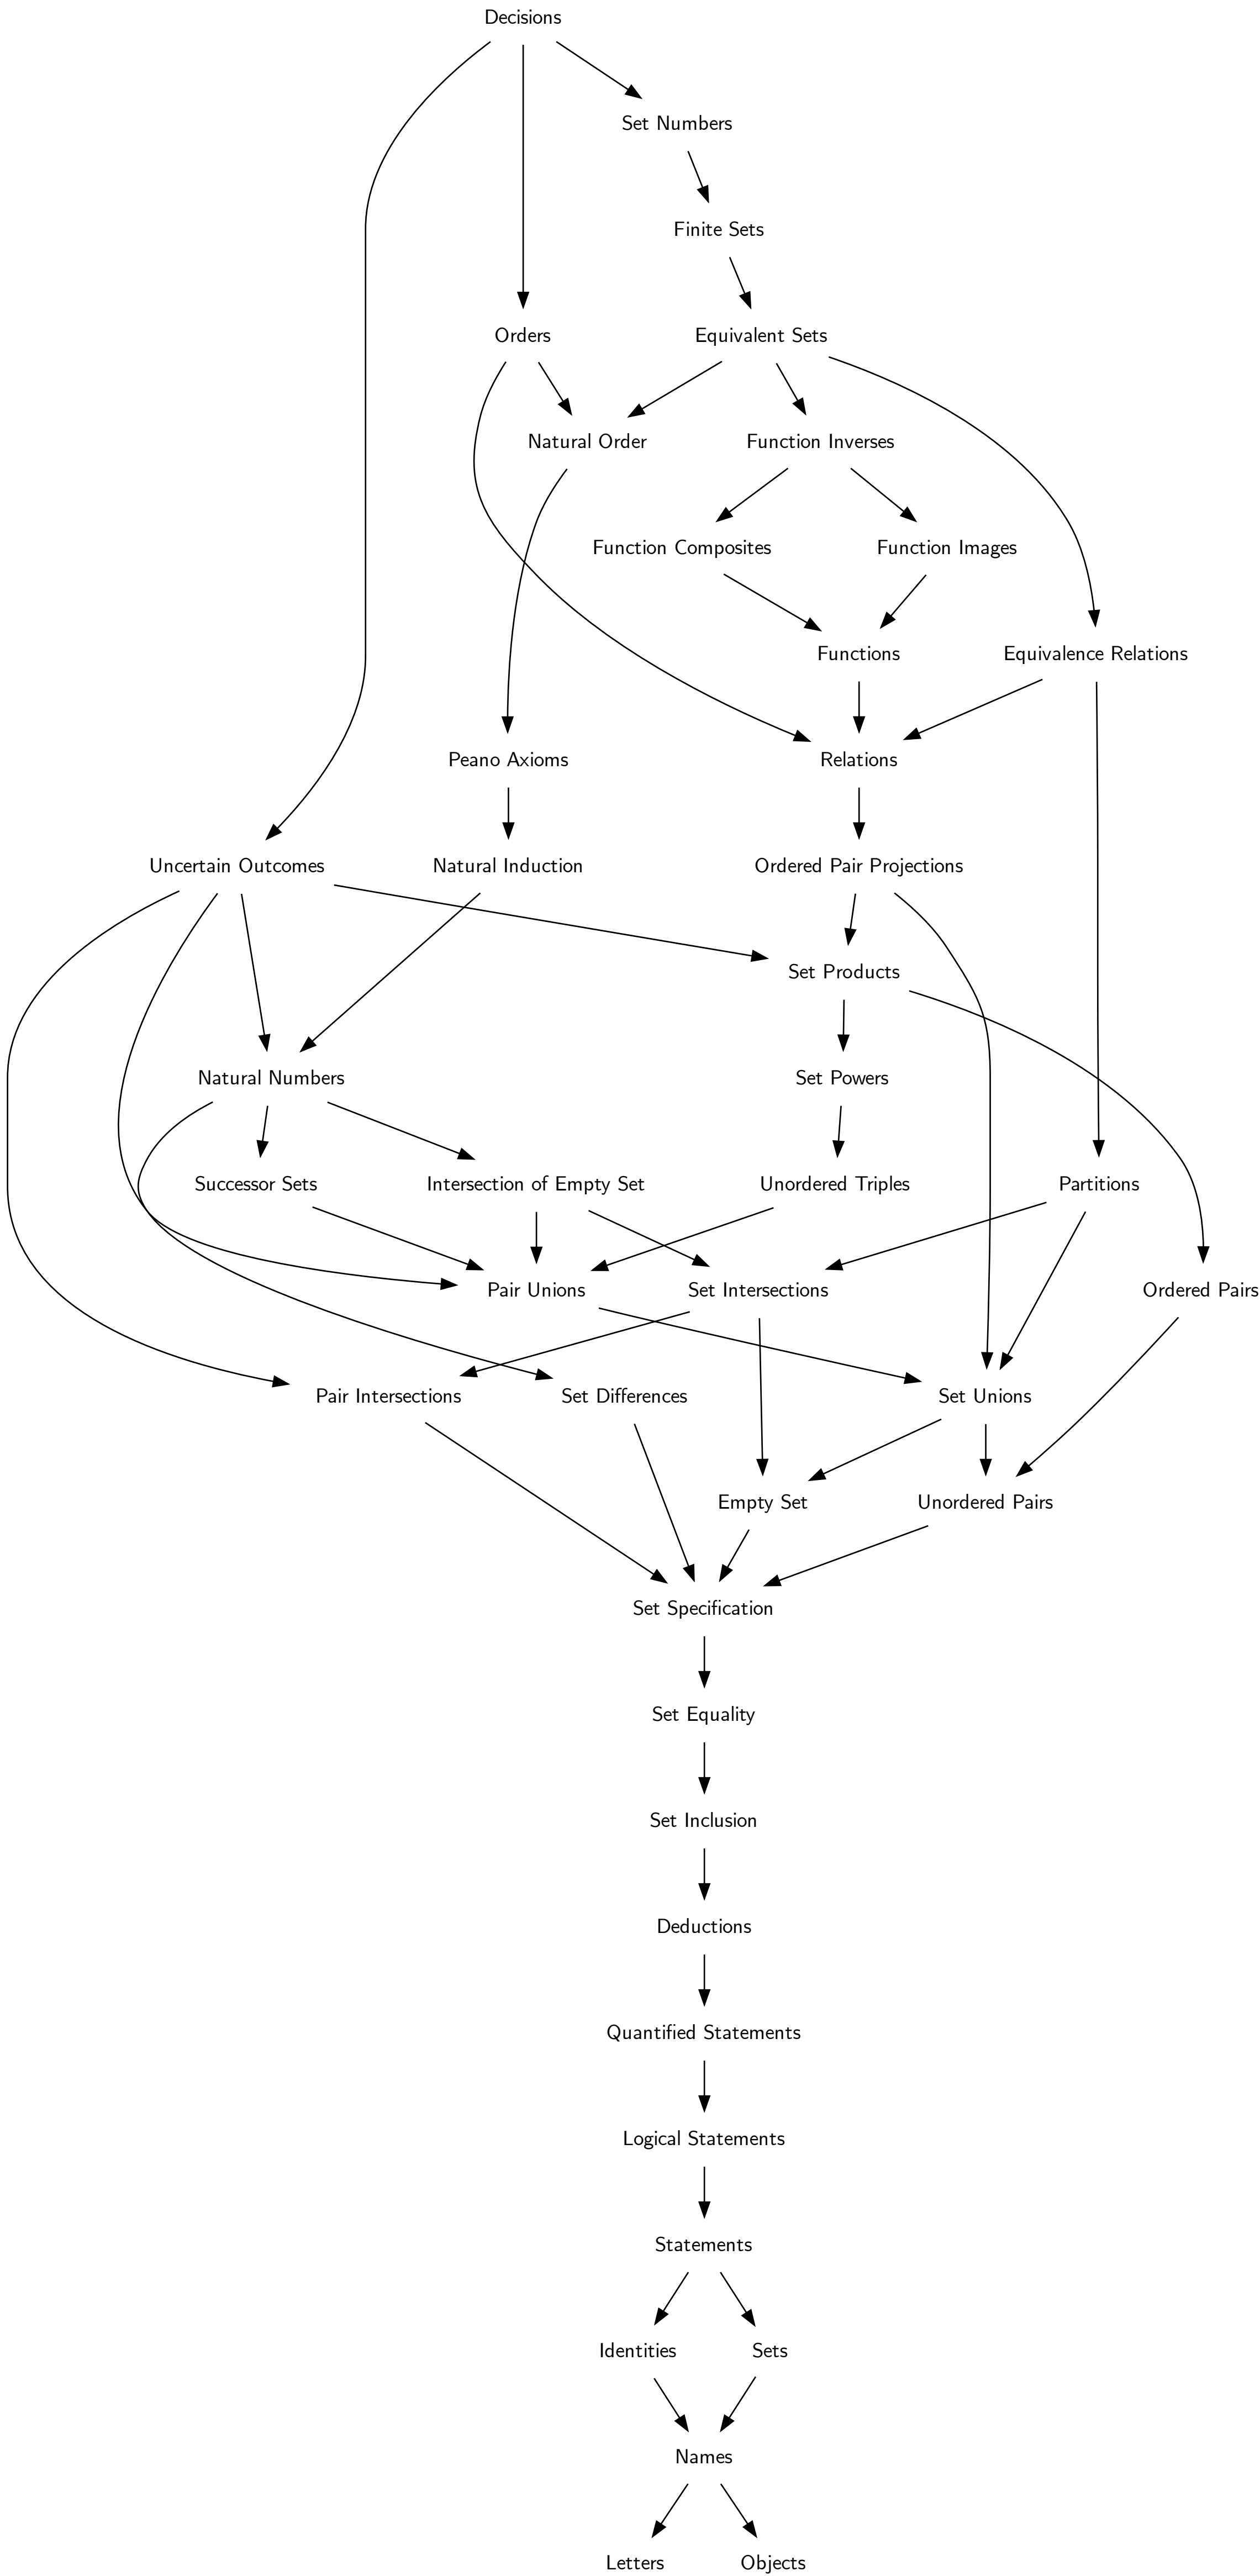 Decisions
Set Numbers
Finite Sets
Orders
Equivalent Sets
Natural Order
Function Inverses
Function Composites
Function Images
Functions
Equivalence Relations
Peano Axioms
Relations
Uncertain Outcomes
Natural Induction
Ordered Pair Projections
Set Products
Natural Numbers
Set Powers
Successor Sets
Intersection of Empty Set
Unordered Triples
Partitions
Pair Unions
Set Intersections
Ordered Pairs
Pair Intersections
Set Differences
Set Unions
Empty Set
Unordered Pairs
Set Specification
Set Equality
Set Inclusion
Deductions
Quantified Statements
Logical Statements
Statements
Identities
Sets
Names
Letters
Objects